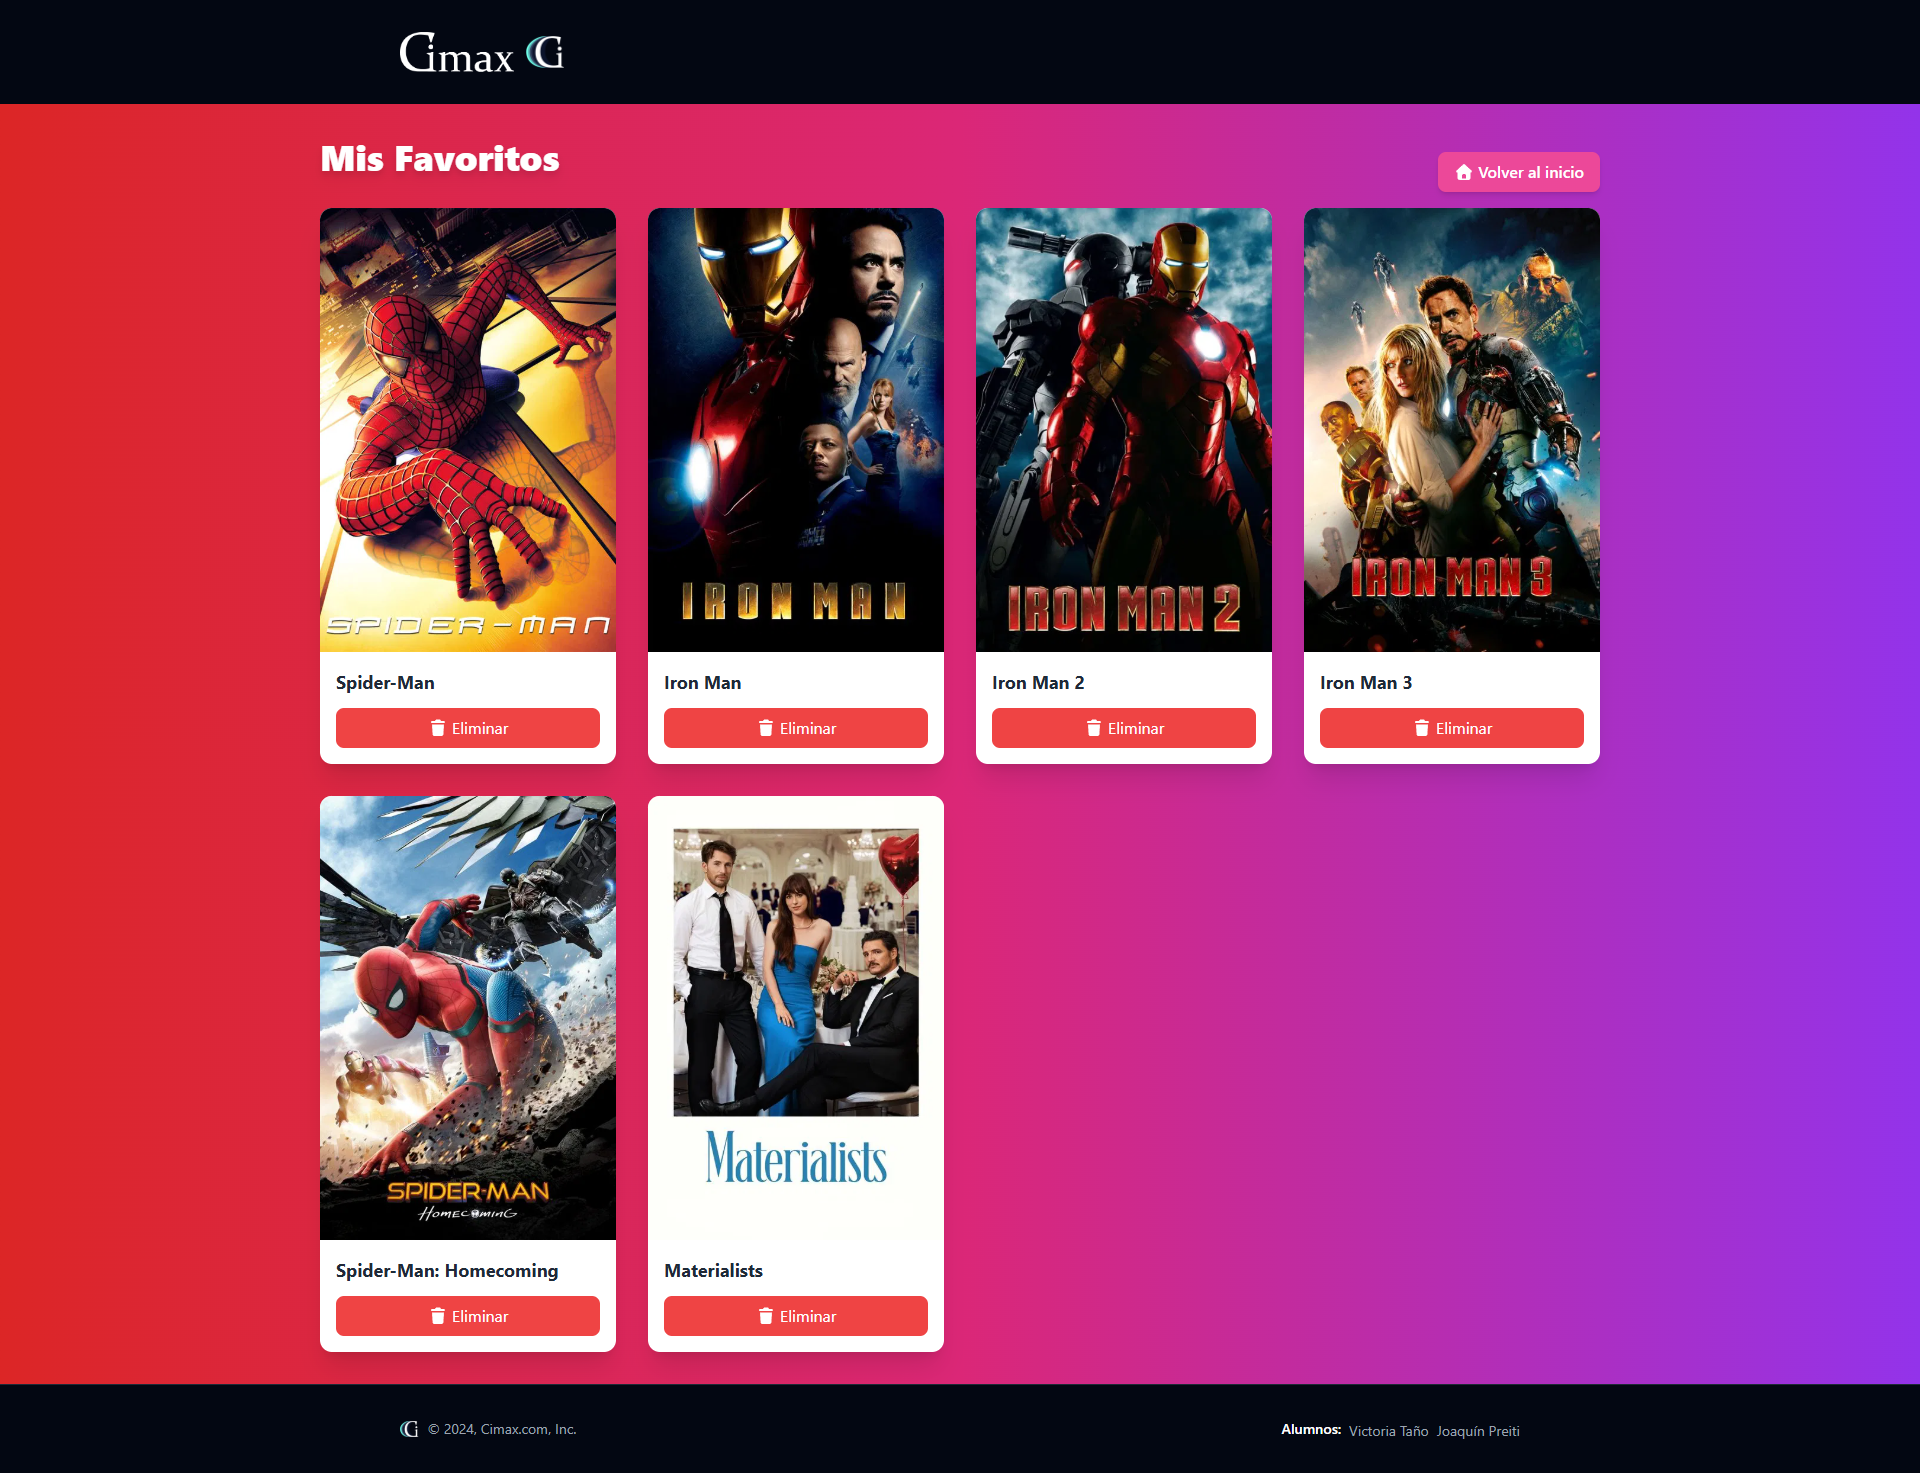 Cimax Ci
Mis Favoritos
Volver al inicio
SPIDER-MAN
IRON MAN
IRON MAN 2
IRON MAN 3
Spider-Man
Iron Man
Iron Man 2
Iron Man 3
Eliminar
Eliminar
Eliminar
Eliminar
SPIDER-MAN
HOMECOMING
Materialists
Spider-Man: Homecoming
Materialists
Eliminar
Eliminar
Ci © 2024, Cimax.com, Inc.
Alumnos: Victoria Taño Joaquín Preiti